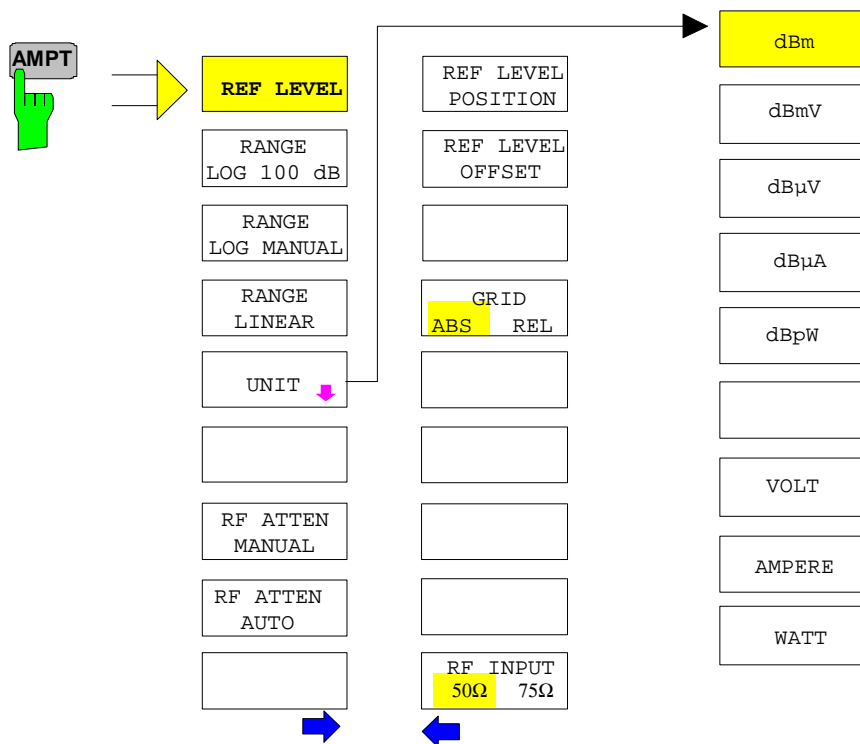 AMPT
REF LEVEL
RANGE
LOG 100 dB
RANGE
LOG MANUAL
RANGE
LINEAR
UNIT
RF ATTEN
MANUAL
RF ATTEN
AUTO
REF LEVEL
POSITION
REF LEVEL
OFFSET
GRID
ABS REL
RF INPUT
50Ω 75Ω
dBm
dBmV
dBµV
dBµA
dBpW
VOLT
AMPERE
WATT